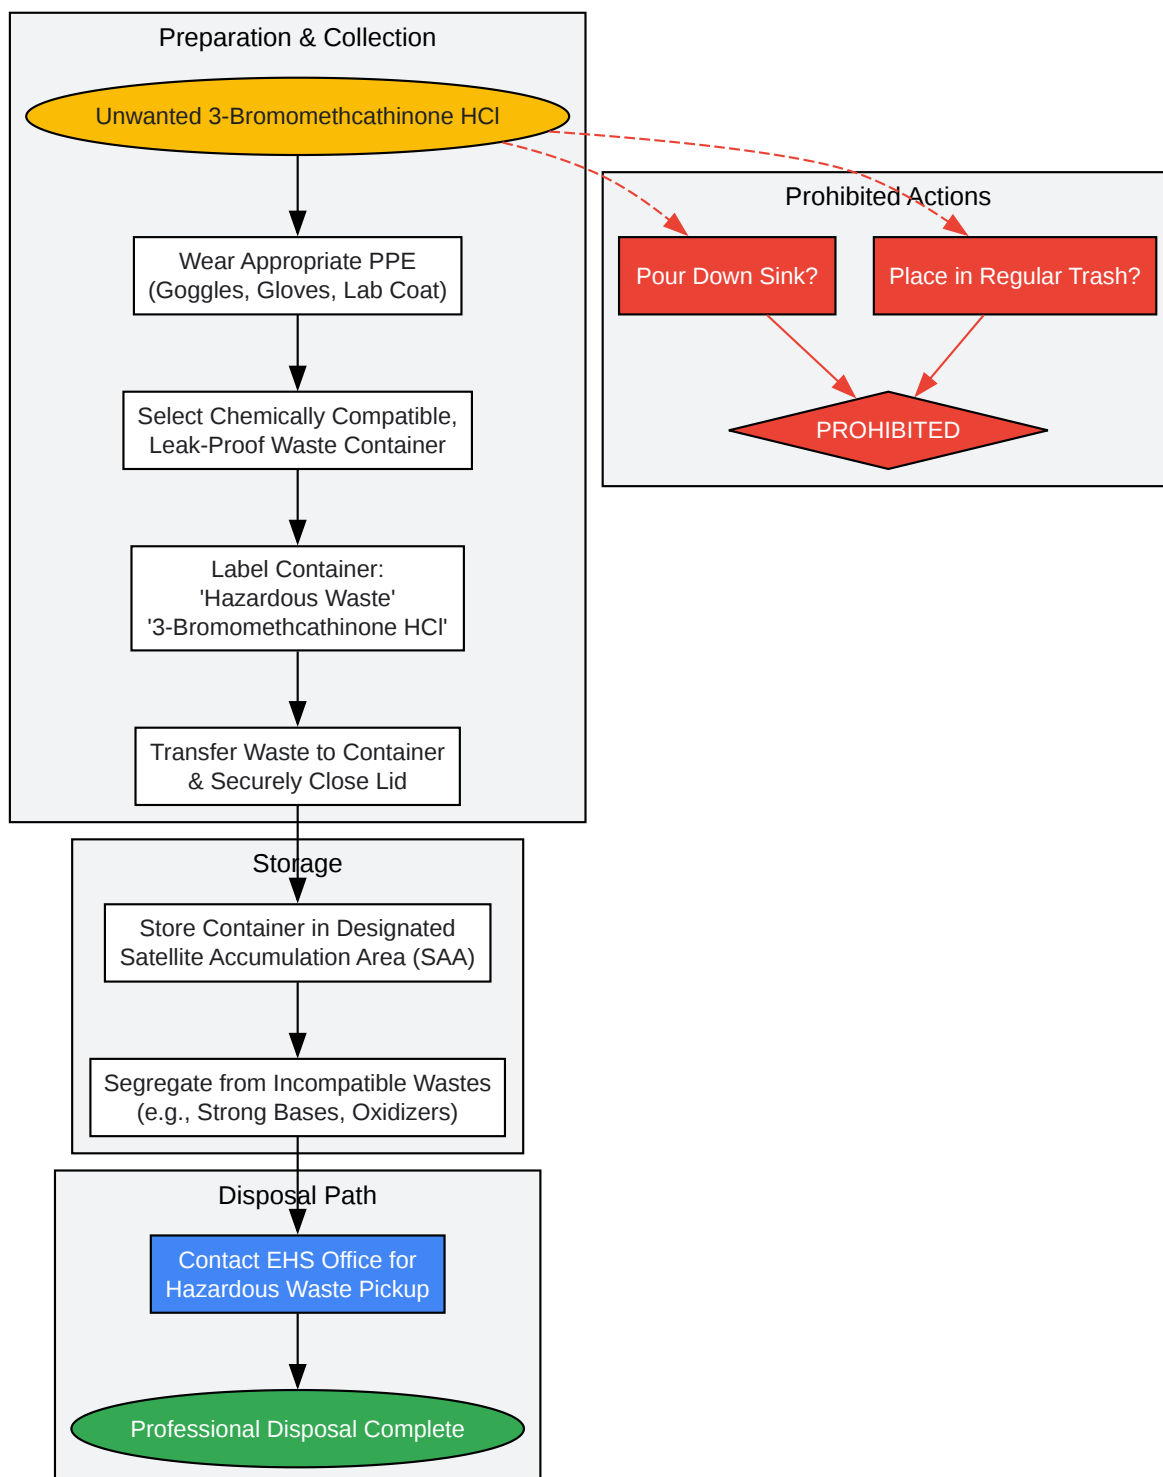 Preparation & Collection
Unwanted 3-Bromomethcathinone HCl
Wear Appropriate PPE
(Goggles, Gloves, Lab Coat)
Select Chemically Compatible,
Leak-Proof Waste Container
Label Container:
'Hazardous Waste'
'3-Bromomethcathinone HCl'
Transfer Waste to Container
& Securely Close Lid
Prohibited Actions
Pour Down Sink?
Place in Regular Trash?
PROHIBITED
Storage
Store Container in Designated
Satellite Accumulation Area (SAA)
Segregate from Incompatible Wastes
(e.g., Strong Bases, Oxidizers)
Disposal Path
Contact EHS Office for
Hazardous Waste Pickup
Professional Disposal Complete